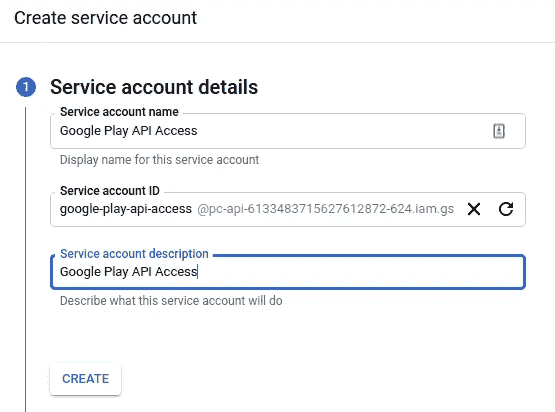 Create service account
1 Service account details
Service account name
Google Play API Access
Display name for this service account
Service account ID
google-play-api-access @pc-api-6133483715627612872-624.iam.gs
Service account description
Google Play API Access
Describe what this service account will do
CREATE